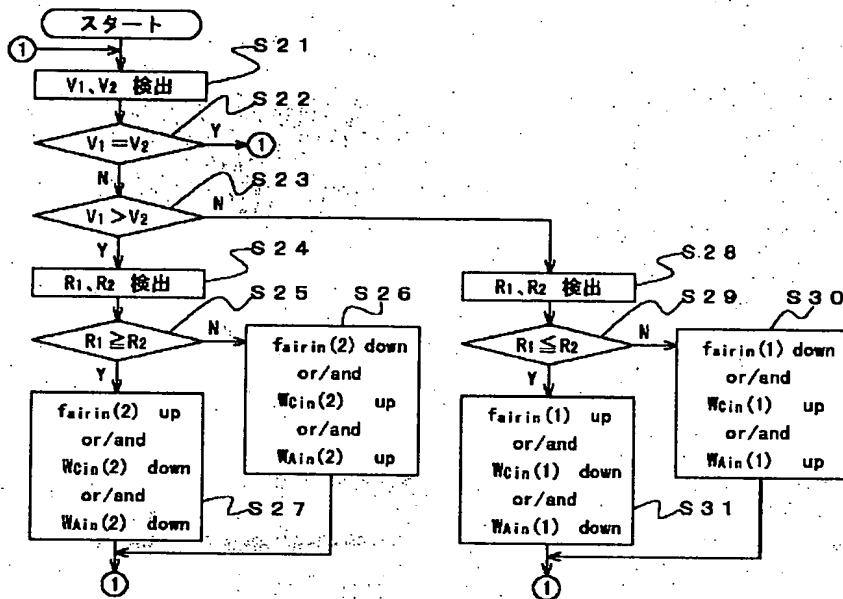 スタート
①
S21
V1、V2 検出
S22
V1=V2
Y
①
N
S23
V1>V2
N
Y
S24
R1、R2 検出
S25
R1≧R2
N
Y
S26
fairin(2) down
or/and
WCin(2) up
or/and
WAin(2) up
fairin(2) up
or/and
WCin(2) down
or/and
WAin(2) down
S27
①
S28
R1、R2 検出
S29
R1≦R2
N
Y
S30
fairin(1) down
or/and
WCin(1) up
or/and
WAin(1) up
fairin(1) up
or/and
WCin(1) down
or/and
WAin(1) down
S31
①